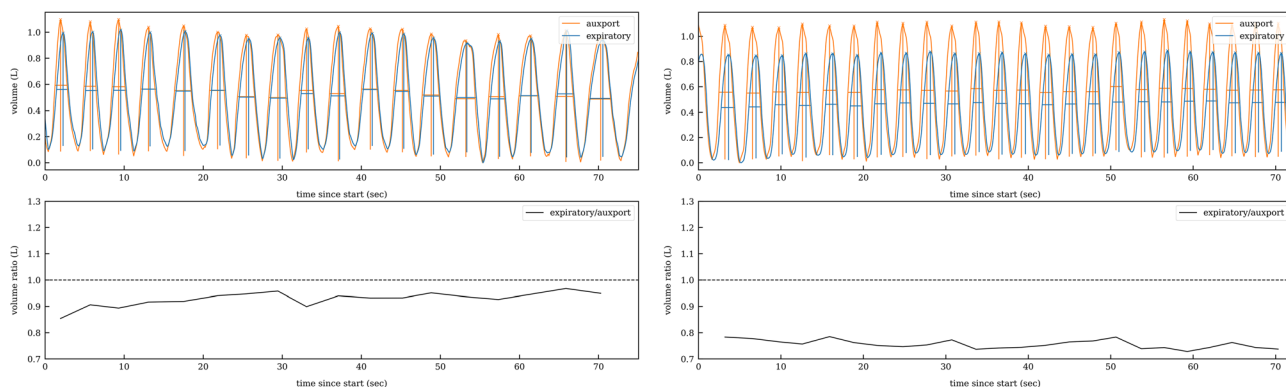 auxport
expiratory
volume (L)
1.0
0.8
0.6
0.4
0.2
0.0
0 10 20 30 40 50 60 70
time since start (sec)
auxport
expiratory
volume (L)
1.0
0.8
0.6
0.4
0.2
0.0
0 10 20 30 40 50 60 70
time since start (sec)
expiratory/auxport
volume ratio (L)
1.3
1.2
1.1
1.0
0.9
0.8
0.7
0 10 20 30 40 50 60 70
time since start (sec)
expiratory/auxport
volume ratio (L)
1.3
1.2
1.1
1.0
0.9
0.8
0.7
0 10 20 30 40 50 60 70
time since start (sec)